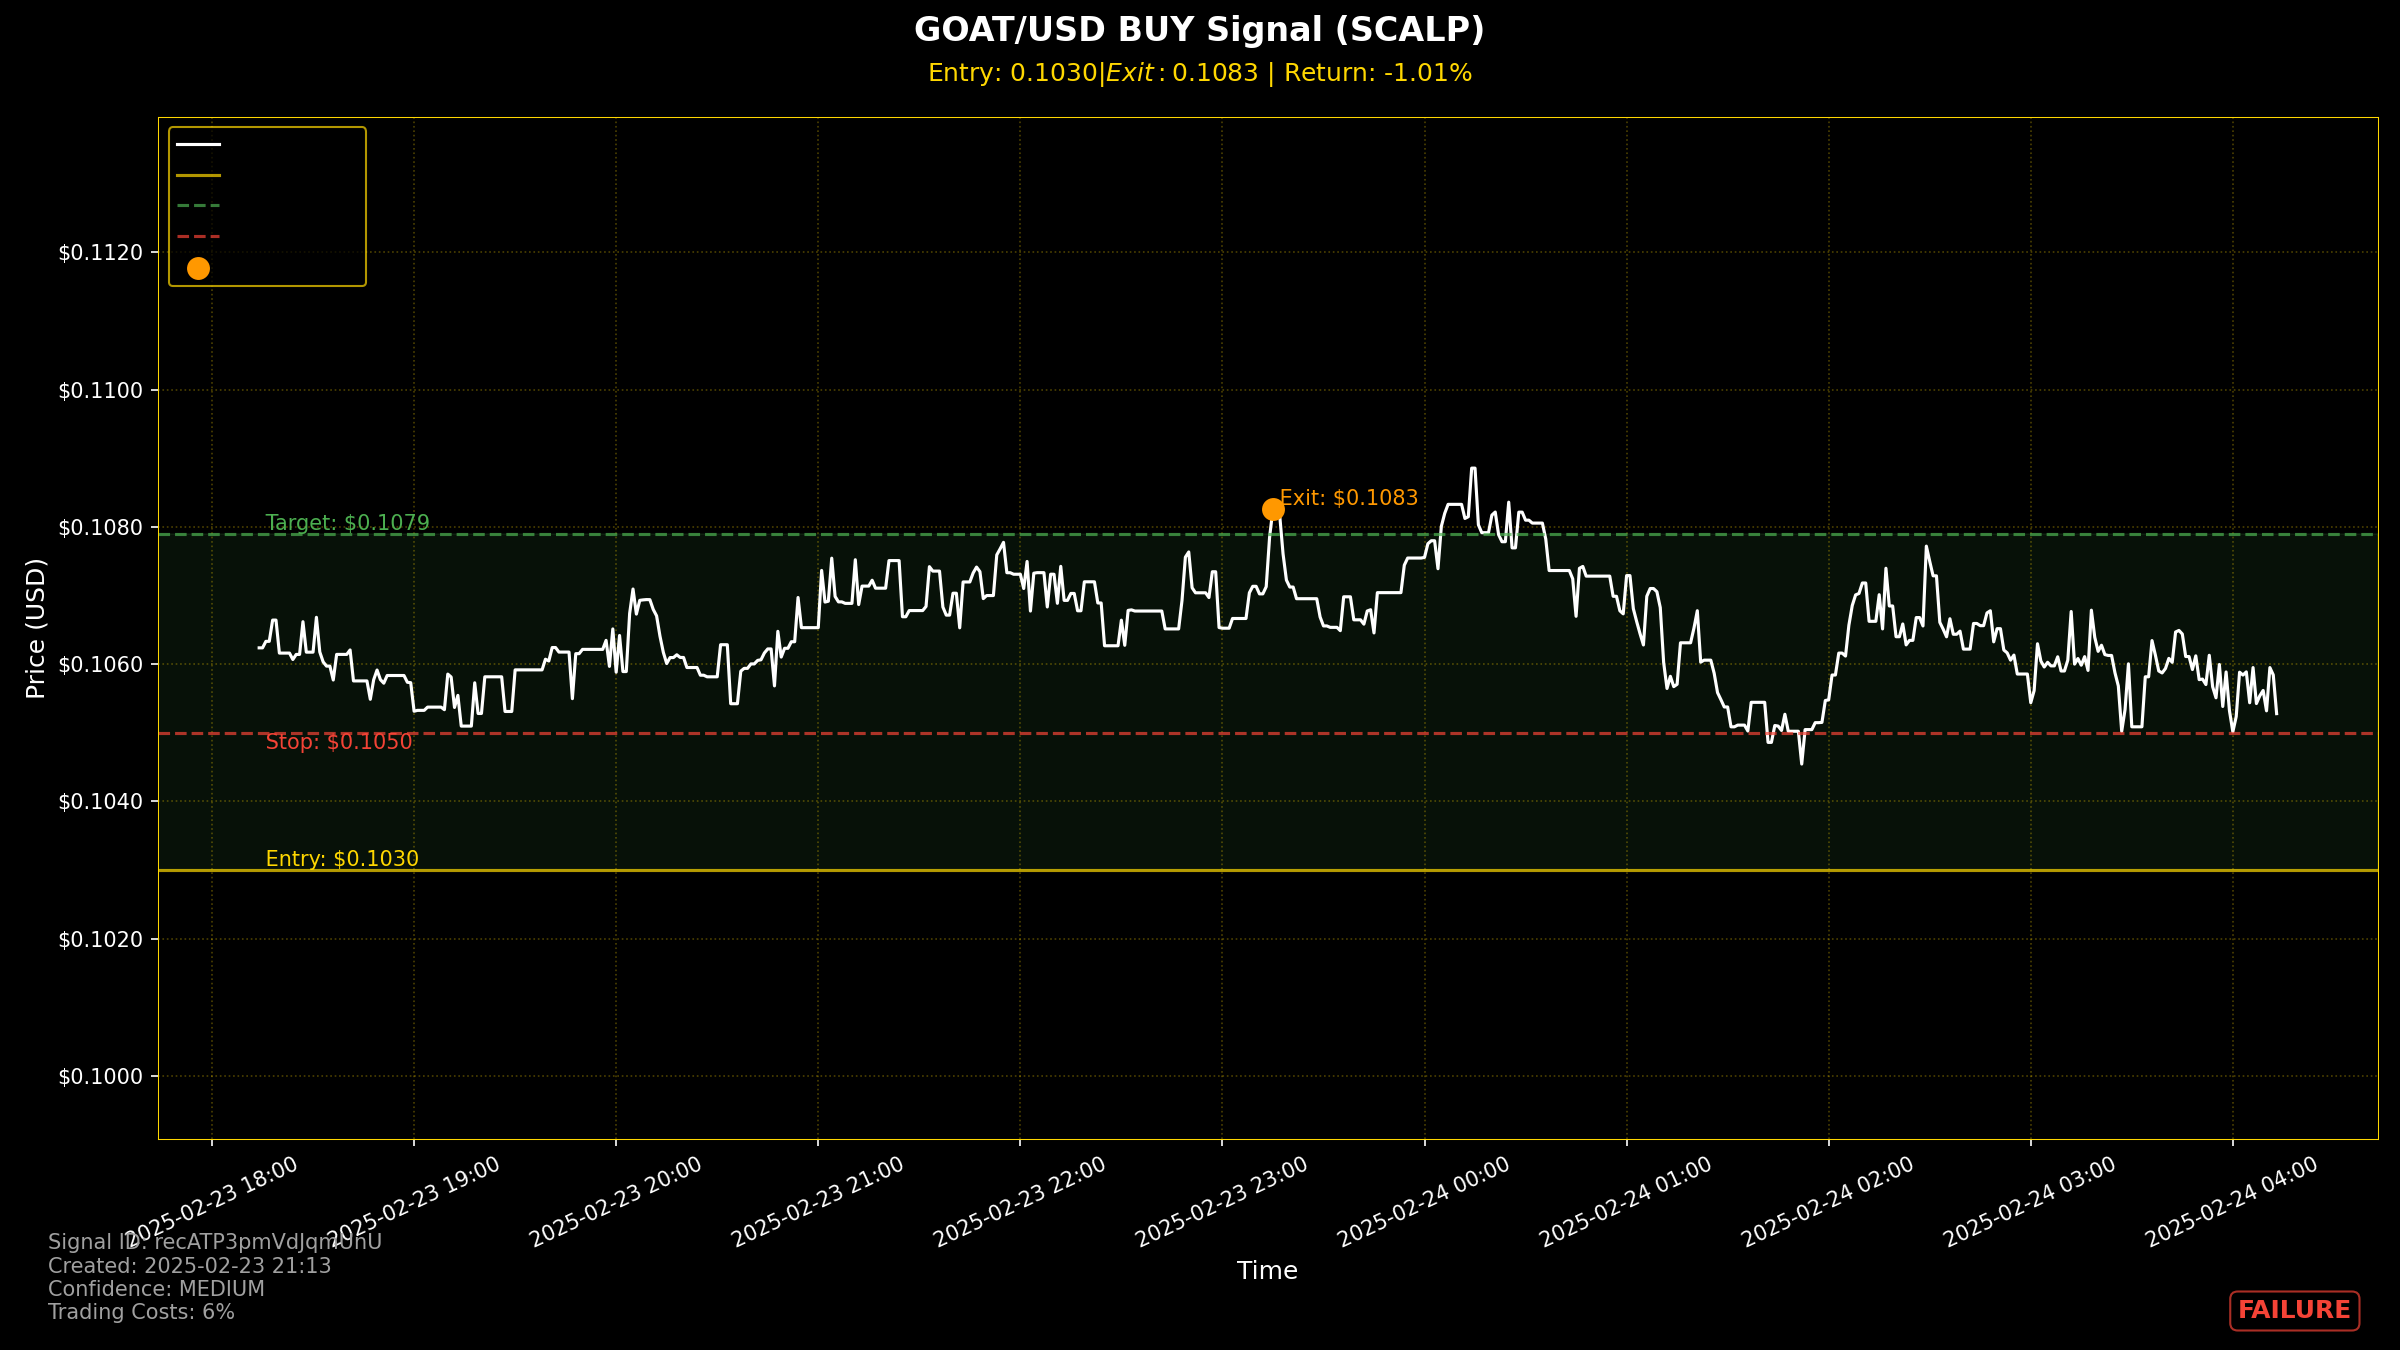 GOAT/USD BUY Signal (SCALP)
Entry: 0.1030|Exit:0.1083 | Return: -1.01%
$0.1120
$0.1100
$0.1080
$0.1060
$0.1040
$0.1020
$0.1000
Price (USD)
Exit: $0.1083
Target: $0.1079
Stop: $0.1050
Entry: $0.1030
2025-02-23 18:00
2025-02-23 19:00
2025-02-23 20:00
2025-02-23 21:00
2025-02-23 22:00
2025-02-23 23:00
2025-02-24 00:00
2025-02-24 01:00
2025-02-24 02:00
2025-02-24 03:00
2025-02-24 04:00
Time
Signal ID:
Created: 2025-02-23 21:13
Confidence: MEDIUM
Trading Costs: 6%
FAILURE